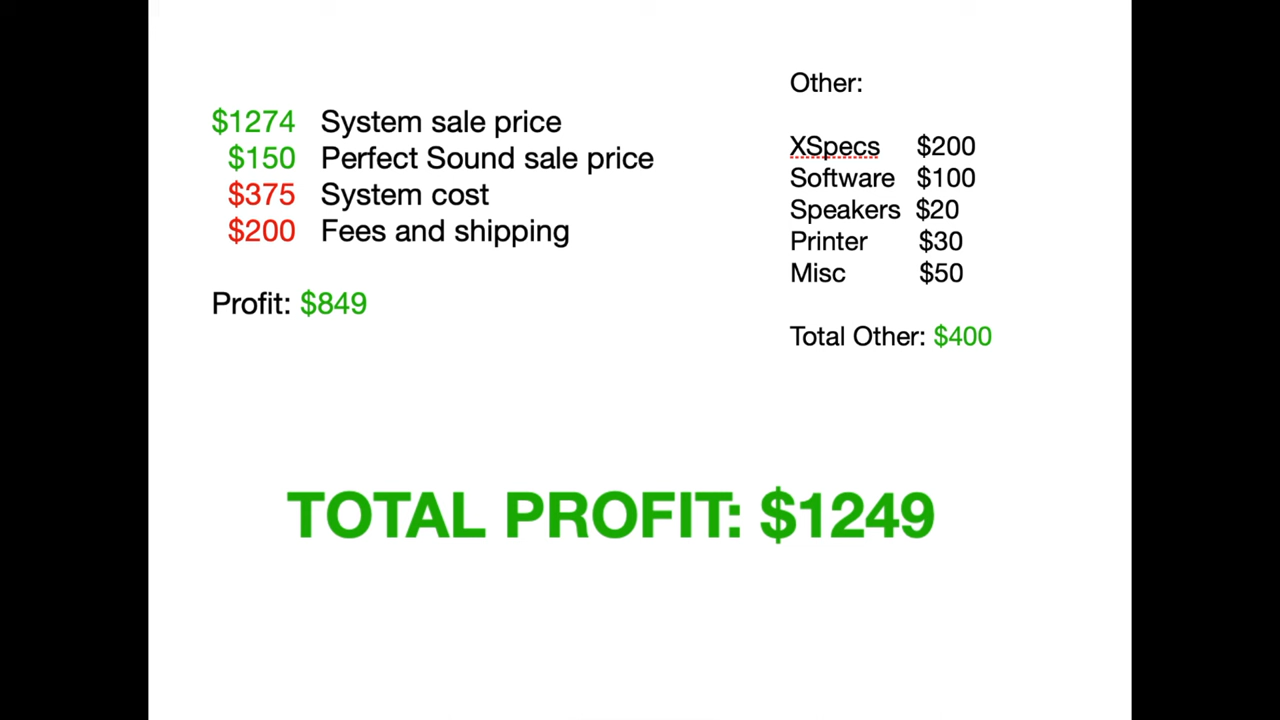 $1274 System sale price
$150 Perfect Sound sale price
$375 System cost
$200 Fees and shipping
Profit: $849
Other:
XSpecs $200
Software $100
Speakers $20
Printer $30
Misc $50
Total Other: $400
TOTAL PROFIT: $1249